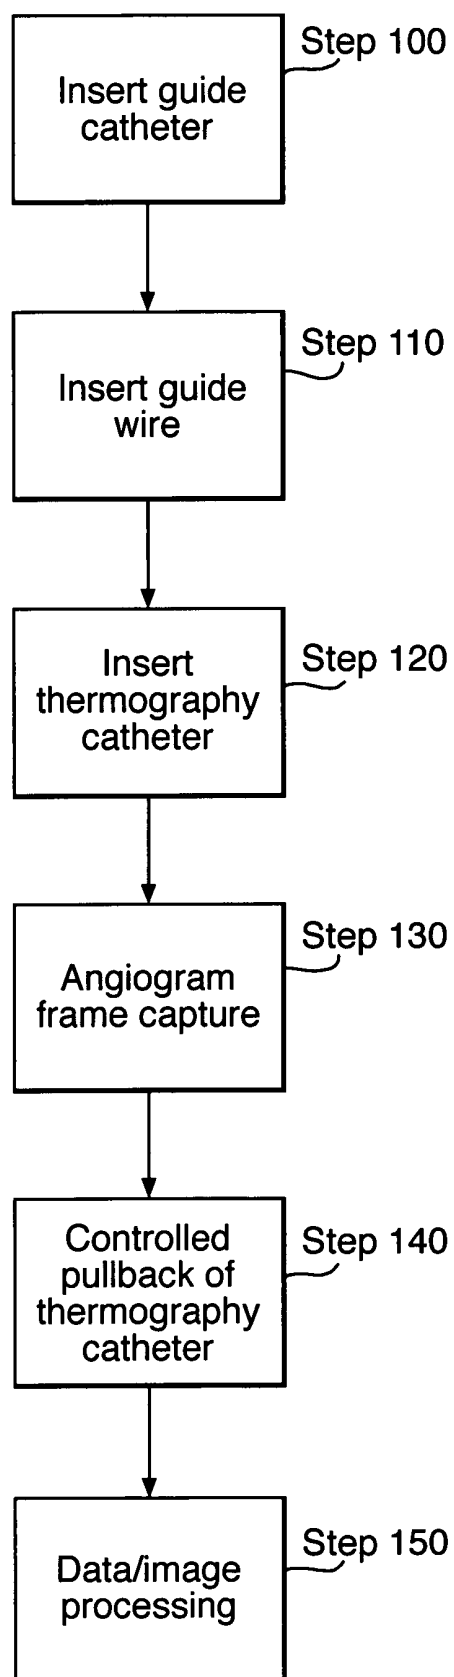 Step 100
Insert guide
catheter
Step 110
Insert guide
wire
Step 120
Insert
thermography
catheter
Step 130
Angiogram
frame capture
Step 140
Controlled
pullback of
thermography
catheter
Step 150
Data/image
processing